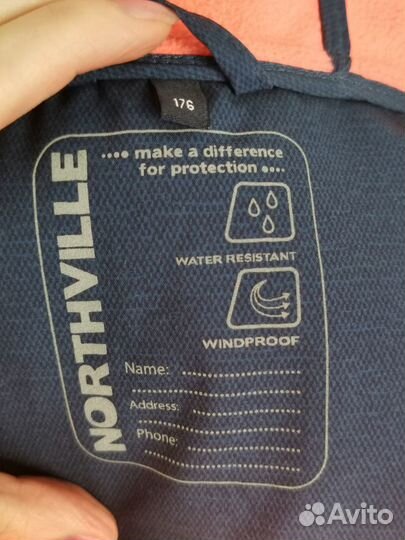 176
NORTHVILLE
•••• make a difference
for protection ••••
WATER RESISTANT
WINDPROOF
Name:
Address:
Phone:
Avito